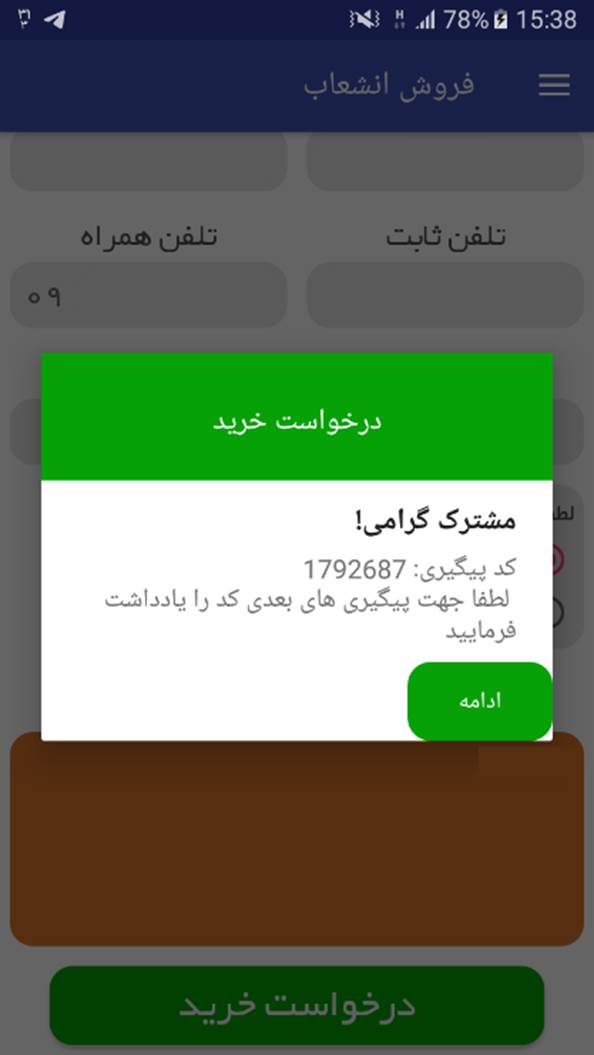 15:38 78%
فروش انشعاب
تلفن ثابت تلفن همراه
۰۹
درخواست خرید
مشترک گرامی!
کد پیگیری: 1792687
لطفا جهت پیگیری های بعدی کد را یادداشت
فرمایید
ادامه
درخواست خرید